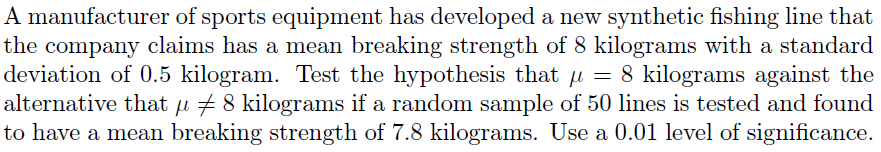 A manufacturer of sports equipment has developed a new synthetic fishing line that
the company claims has a mean breaking strength of 8 kilograms with a standard
deviation of 0.5 kilogram. Test the hypothesis that μ = 8 kilograms against the
alternative that μ ≠ 8 kilograms if a random sample of 50 lines is tested and found
to have a mean breaking strength of 7.8 kilograms. Use a 0.01 level of significance.